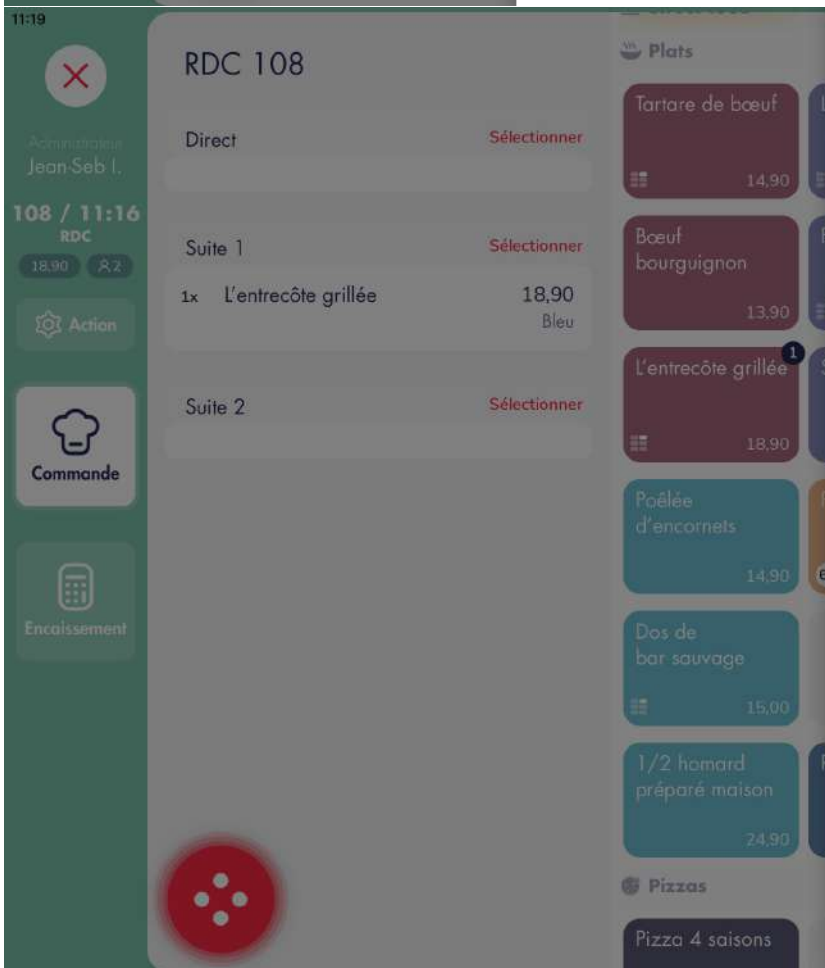 11:19
Administrateur
Jean-Seb I.
108 / 11:16
RDC
18,90 2
Action
Commande
Encaissement
RDC 108
Direct Sélectionner
Suite 1 Sélectionner
1x L'entrecôte grillée 18,90
Bleu
Suite 2 Sélectionner
Plats
Tartare de bœuf
14,90
Bœuf
bourguignon
13,90
1
L'entrecôte grillée
18,90
Poêlée
d'encornets
14,90
Dos de
bar sauvage
15,00
1/2 homard
préparé maison
24,90
Pizzas
Pizza 4 saisons